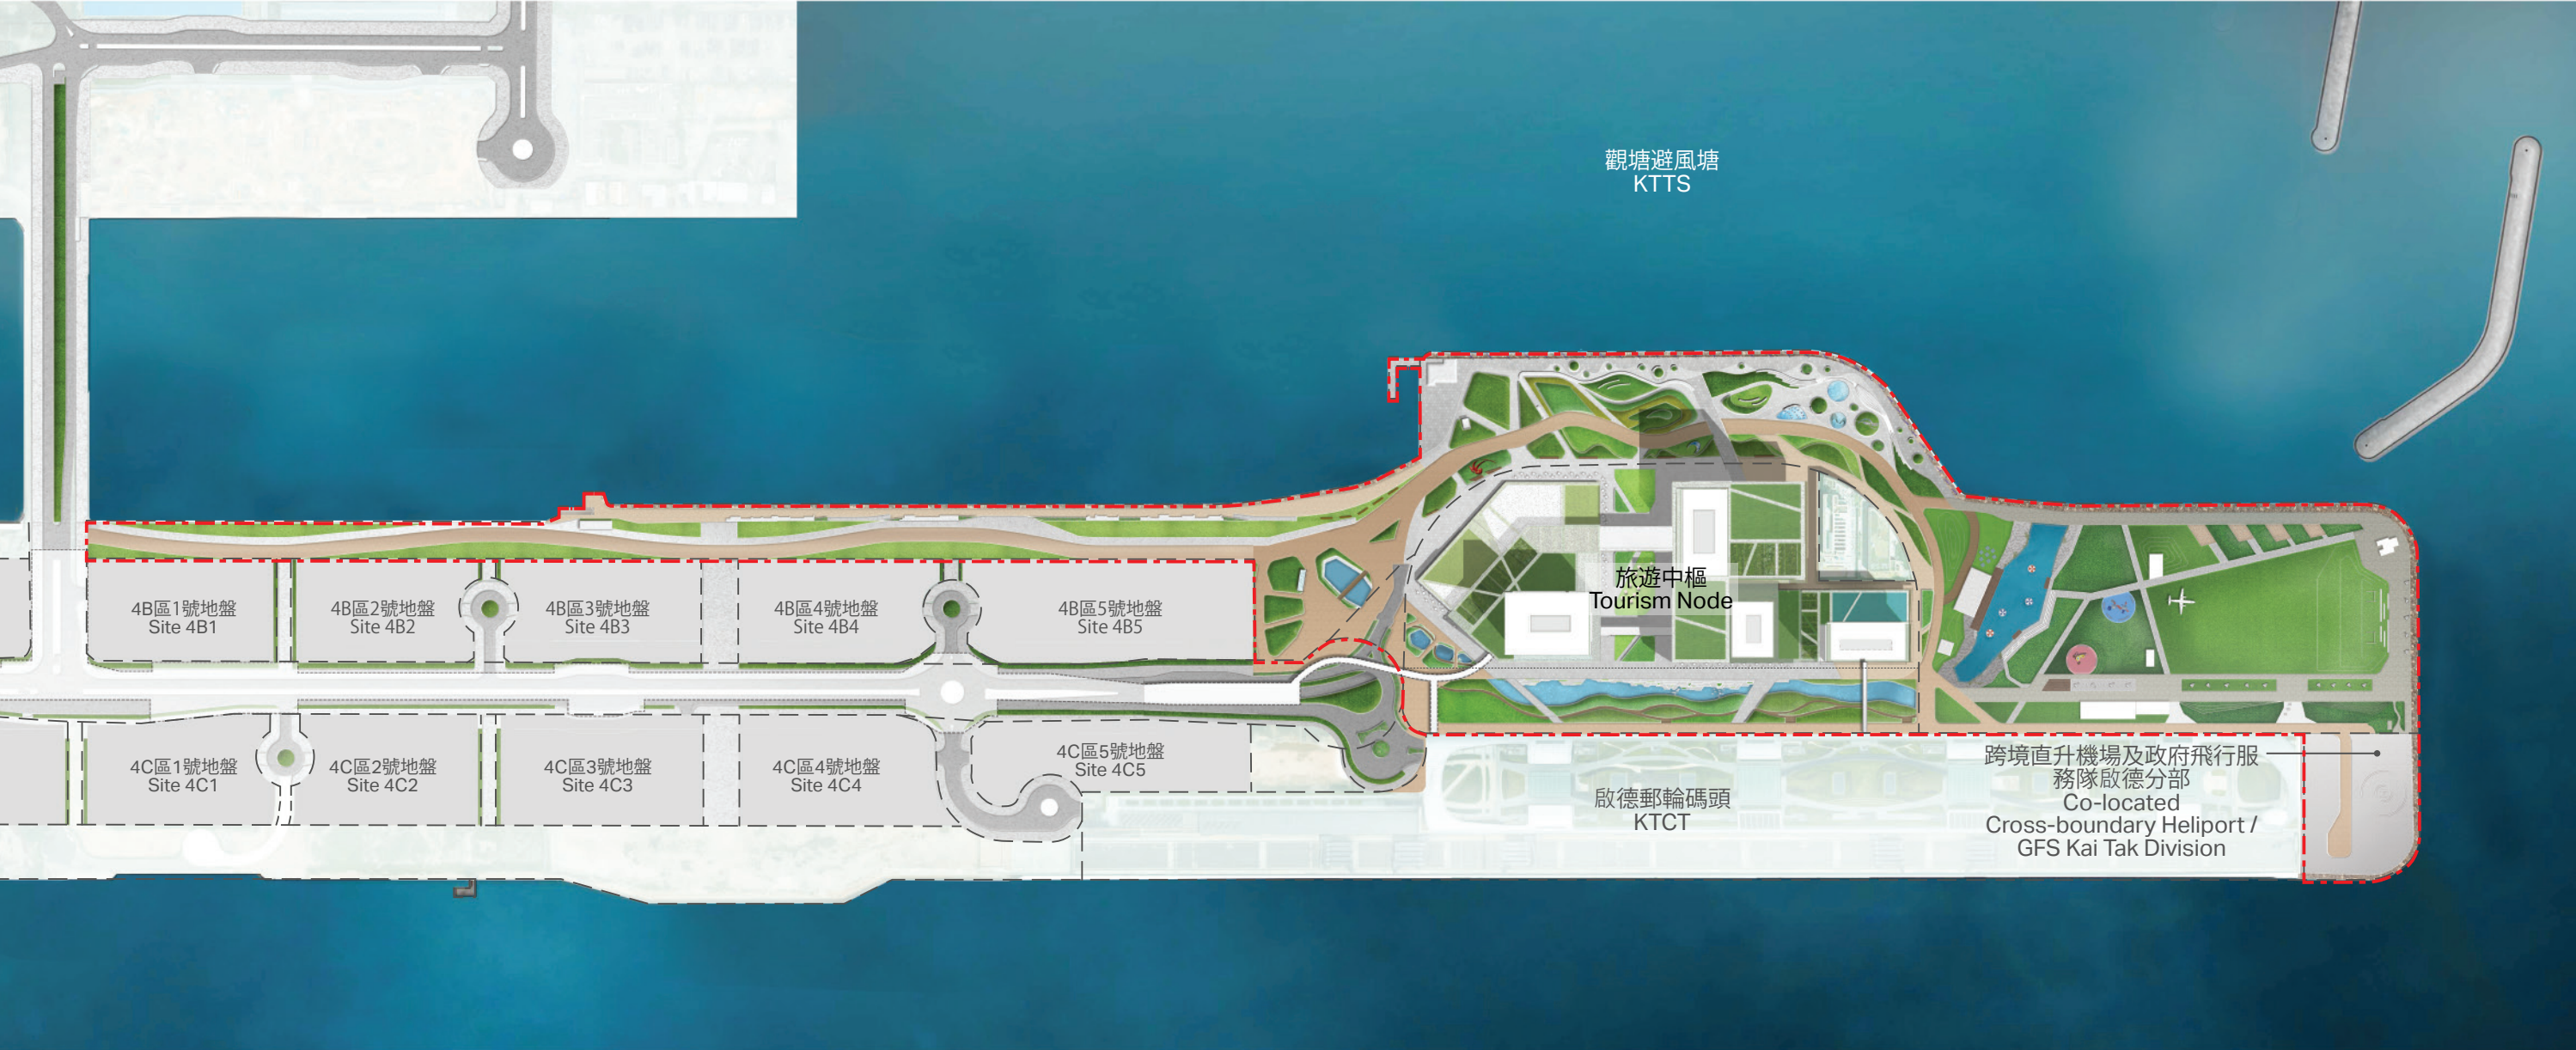 觀塘避風塘
KTTS
旅遊中樞
Tourism Node
4B區1號地盤
Site 4B1
4B區2號地盤
Site 4B2
4B區3號地盤
Site 4B3
4B區4號地盤
Site 4B4
4B區5號地盤
Site 4B5
4C區1號地盤
Site 4C1
4C區2號地盤
Site 4C2
4C區3號地盤
Site 4C3
4C區4號地盤
Site 4C4
4C區5號地盤
Site 4C5
啟德郵輪碼頭
KTCT
跨境直升機場及政府飛行服
務隊啟德分部
Co-located
Cross-boundary Heliport /
GFS Kai Tak Division